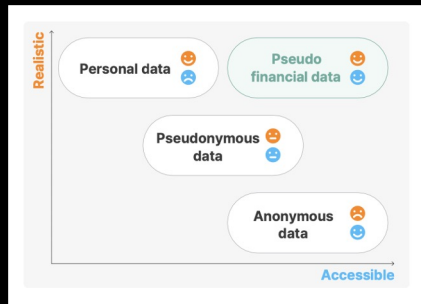 Realistic
Personal data
Pseudo
financial data
Pseudonymous
data
Anonymous
data
Accessible